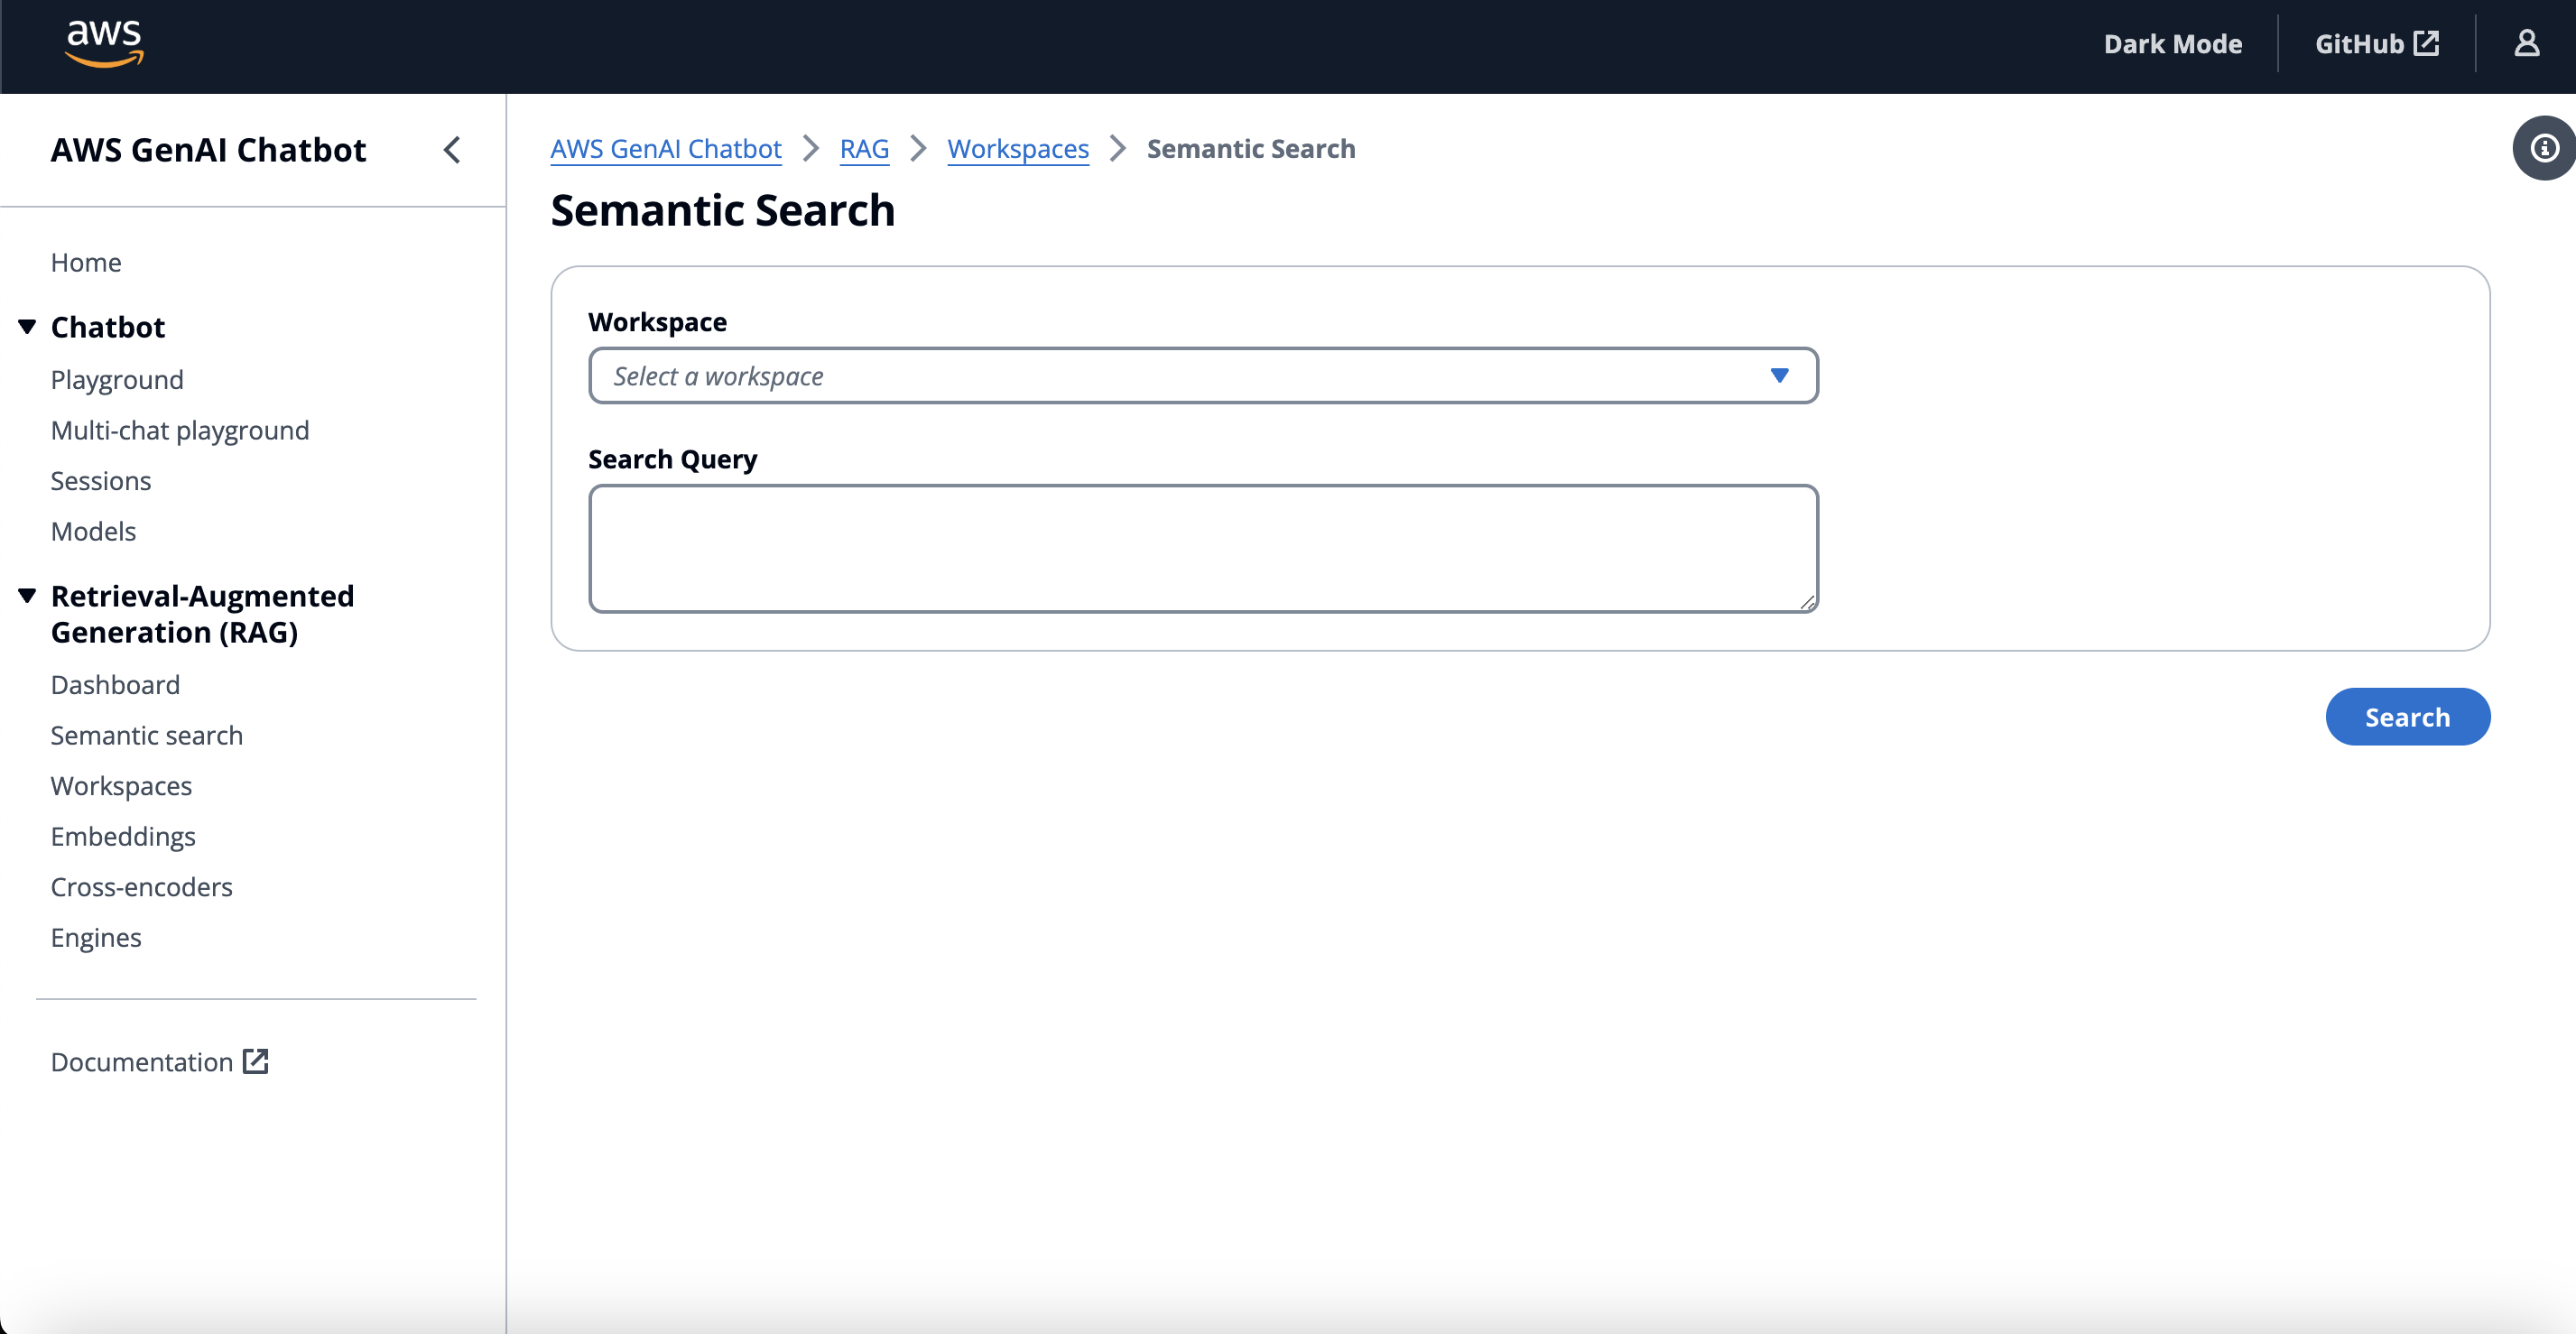 aws
Dark Mode
GitHub
AWS GenAI Chatbot
Home
Chatbot
Playground
Multi-chat playground
Sessions
Models
Retrieval-Augmented
Generation (RAG)
Dashboard
Semantic search
Workspaces
Embeddings
Cross-encoders
Engines
Documentation
AWS GenAI Chatbot > RAG > Workspaces > Semantic Search
Semantic Search
Workspace
Select a workspace
Search Query
Search